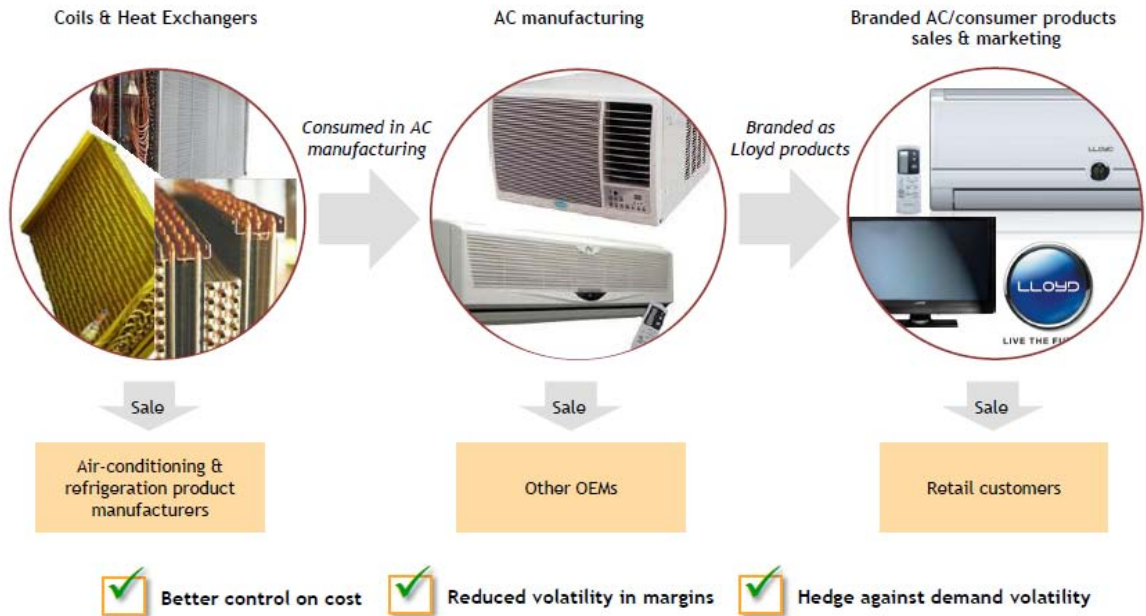 Coils & Heat Exchangers
AC manufacturing
Branded AC/consumer products
sales & marketing
Consumed in AC
manufacturing
Branded as
Lloyd products
LLOYD
LLOYD
LIVE THE FU
Sale
Sale
Sale
Air-conditioning &
refrigeration product
manufacturers
Other OEMs
Retail customers
Better control on cost
Reduced volatility in margins
Hedge against demand volatility